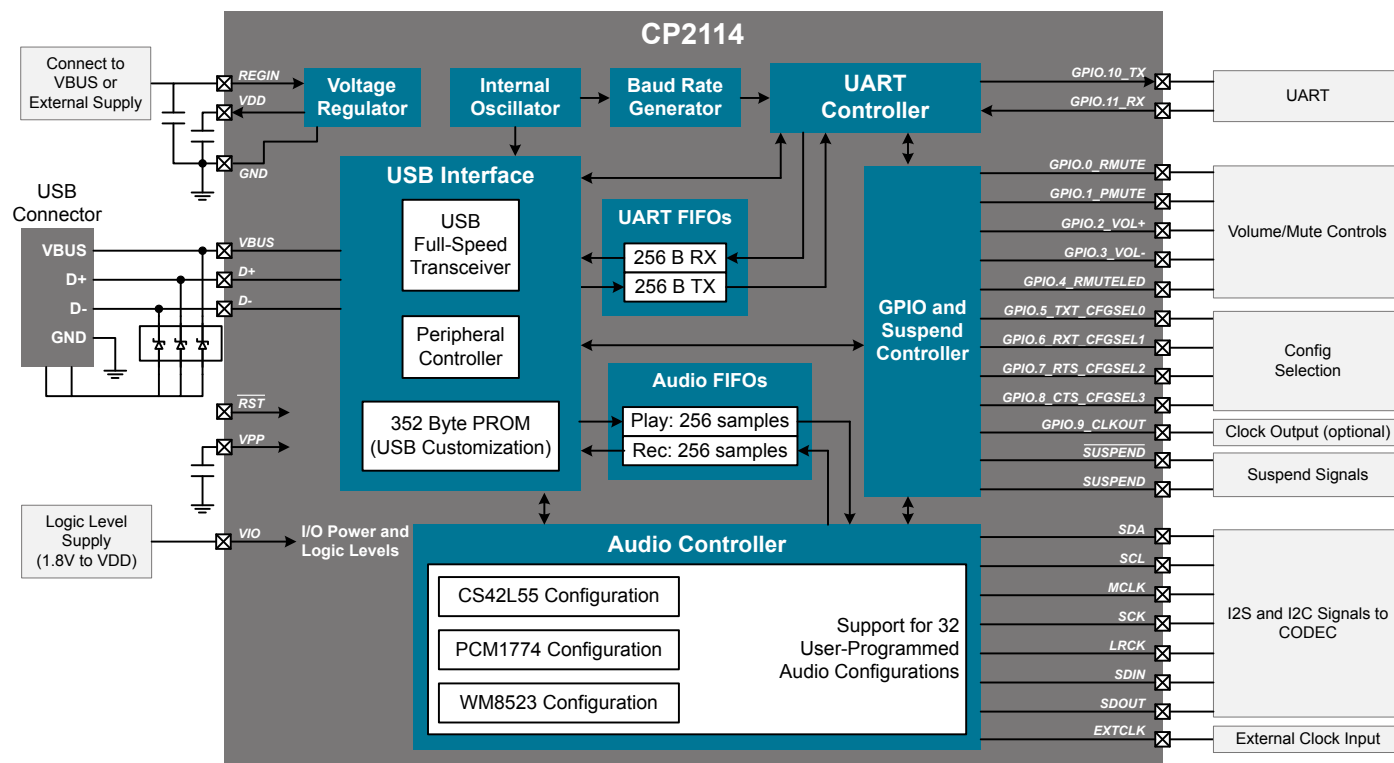 CP2114
Connect to
VBUS or
External Supply
REGIN
VDD
GND
Voltage
Regulator
Internal
Oscillator
Baud Rate
Generator
UART
Controller
GPIO.10_TX
GPIO.11_RX
UART
USB
Connector
VBUS
D+
D-
GND
VBUS
D+
D-
RST
VPP
Logic Level
Supply
(1.8V to VDD)
VIO
I/O Power and
Logic Levels
USB Interface
USB
Full-Speed
Transceiver
Peripheral
Controller
352 Byte PROM
(USB Customization)
UART FIFOs
256 B RX
256 B TX
Audio FIFOs
Play: 256 samples
Rec: 256 samples
GPIO and
Suspend
Controller
GPIO.0_RMUTE
GPIO.1_PMUTE
GPIO.2_VOL+
GPIO.3_VOL-
GPIO.4_RMUTELED
GPIO.5_TXT_CFGSEL0
GPIO.6_RXT_CFGSEL1
GPIO.7_RTS_CFGSEL2
GPIO.8_CTS_CFGSEL3
GPIO.9_CLKOUT
SUSPEND
SUSPEND
Volume/Mute Controls
Config
Selection
Clock Output (optional)
Suspend Signals
Audio Controller
CS42L55 Configuration
PCM1774 Configuration
WM8523 Configuration
Support for 32
User-Programmed
Audio Configurations
SDA
SCL
MCLK
SCK
LRCK
SDIN
SDOUT
EXTCLK
I2S and I2C Signals to
CODEC
External Clock Input